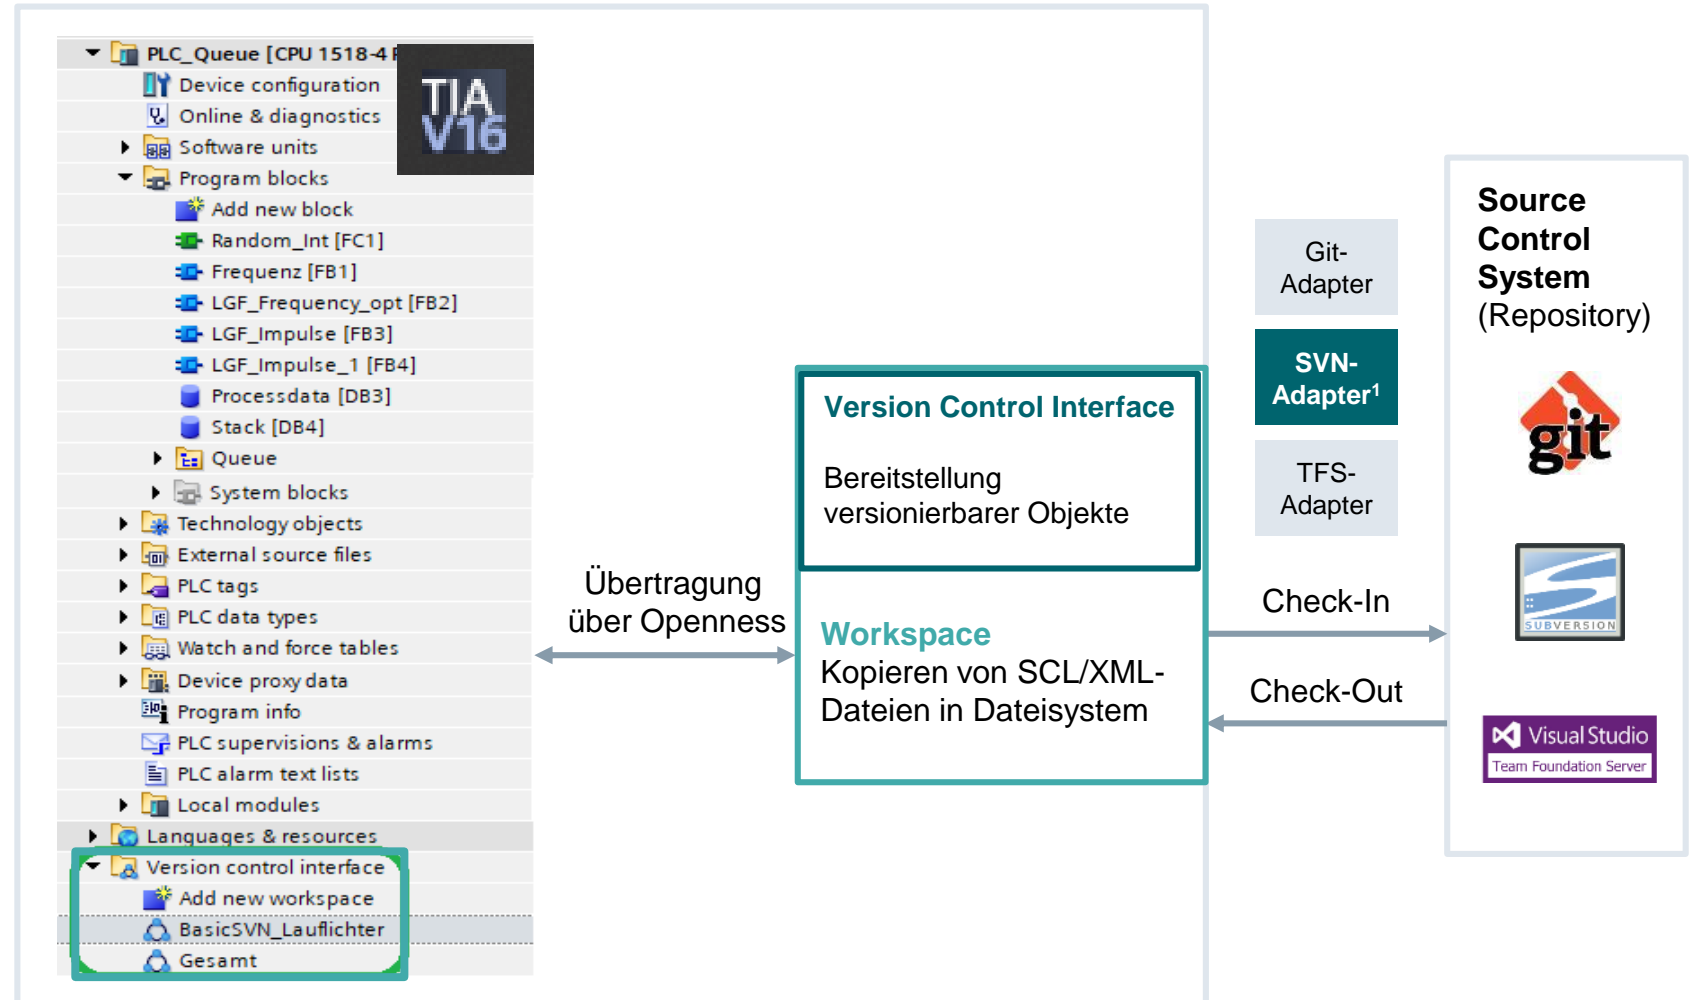 PLC_Queue [CPU 1518-4
TIA
V16
Device configuration
Online & diagnostics
Software units
Program blocks
Add new block
Random_Int [FC1]
Frequenz [FB1]
LGF_Frequency_opt [FB2]
LGF_Impulse [FB3]
LGF_Impulse_1 [FB4]
Processdata [DB3]
Stack [DB4]
Queue
System blocks
Technology objects
External source files
PLC tags
PLC data types
Watch and force tables
Device proxy data
Program info
PLC supervisions & alarms
PLC alarm text lists
Local modules
Languages & resources
Version control interface
Add new workspace
BasicSVN_Lauflichter
Gesamt
Übertragung
über Openness
Version Control Interface
Bereitstellung
versionierbarer Objekte
Workspace
Kopieren von SCL/XML-
Dateien in Dateisystem
Git-
Adapter
SVN-
Adapter¹
TFS-
Adapter
Check-In
Check-Out
Source
Control
System
(Repository)
git
SUBVERSION
Visual Studio
Team Foundation Server